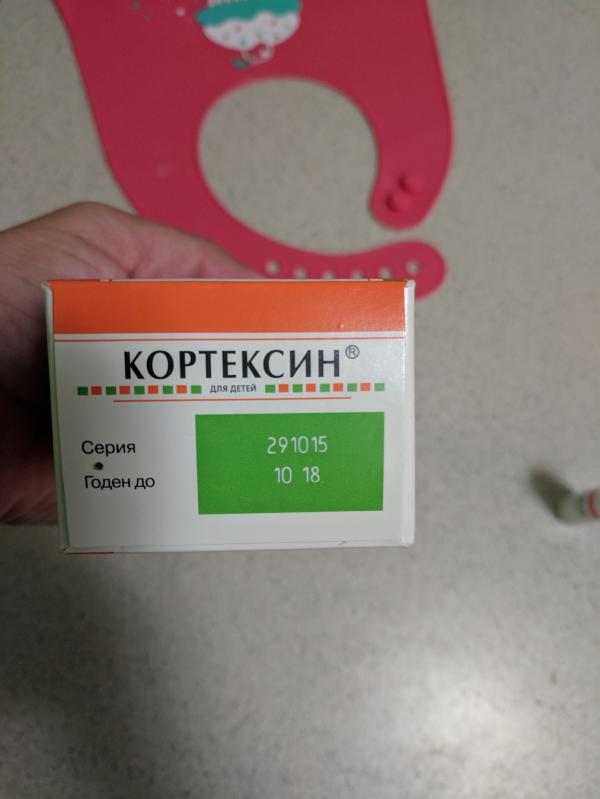 КОРТЕКСИН®
ДЛЯ ДЕТЕЙ
Серия 291015
Годен до 10 18